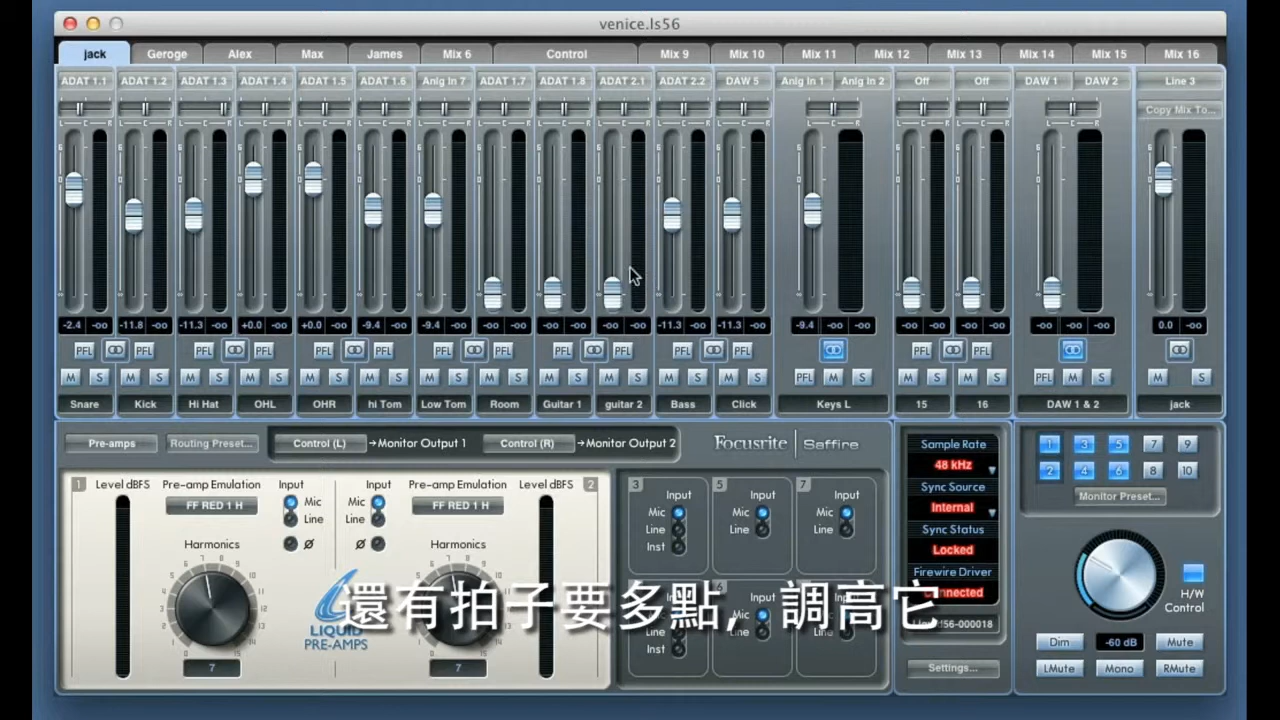 venice.ls56
jack Geroge Alex Max James Mix 6 Control Mix 9 Mix 10 Mix 11 Mix 12 Mix 13 Mix 14 Mix 15 Mix 16
ADAT 1.1 ADAT 1.2 ADAT 1.3 ADAT 1.4 ADAT 1.5 ADAT 1.6 Anlg In 7 ADAT 1.7 ADAT 1.8 ADAT 2.1 ADAT 2.2 DAW 5 Anlg In 1 Anlg In 2 Off Off DAW 1 DAW 2 Line 3
Copy Mix To...
-2.4 -oo -11.8 -oo -11.3 -oo +0.0 -oo +0.0 -oo -9.4 -oo -9.4 -oo -oo -oo -oo -oo -oo -oo -11.3 -oo -11.3 -oo -9.4 -oo -oo -oo -oo -oo -oo -oo -oo -oo 0.0 -oo
PFL PFL PFL PFL PFL PFL PFL PFL PFL PFL PFL PFL PFL PFL
M S M S M S M S M S M S M S M S M S M S M S M S PFL M S M S M S PFL M S M S
Snare Kick Hi Hat OHL OHR hi Tom Low Tom Room Guitar 1 guitar 2 Bass Click Keys L 15 16 DAW 1 & 2 jack
Pre-amps Routing Preset... Control (L) Monitor Output 1 Control (R) Monitor Output 2 Focusrite Saffire
1 Level dBFS Pre-amp Emulation Input Input Pre-amp Emulation Level dBFS 2
FF RED 1 H Mic Mic FF RED 1 H
Line Line
Harmonics Ø Ø Harmonics
LIQUID
PRE-AMPS
7 7
3 Input 5 Input 7 Input
Mic Mic Mic
Line Line Line
Inst
6 Input Input
Mic
Line Line Line
Inst
Sample Rate
48 kHz
Sync Source
Internal
Sync Status
Locked
Firewire Driver
Settings...
1 3 5 7 9
2 4 6 8 10
Monitor Preset...
H/W
Control
Dim -60 dB Mute
LMute Mono RMute
還有拍子要多點，調高它